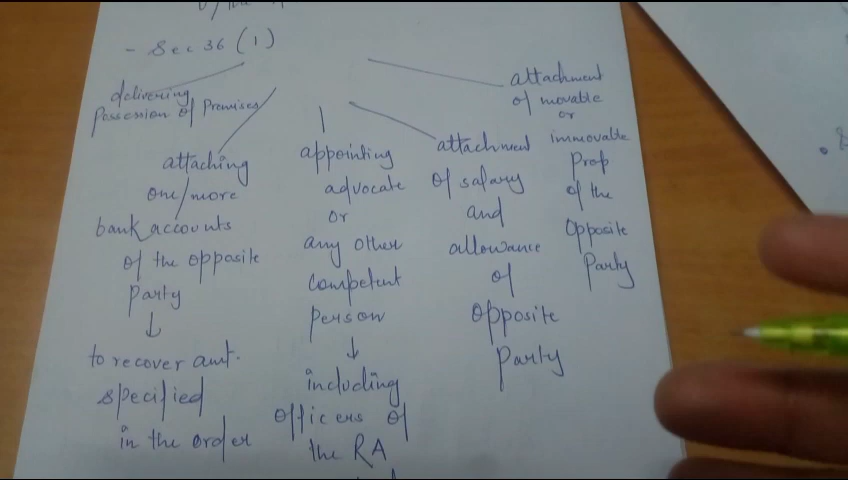 - Sec 36 (1)
delivering
possession of Premises
attaching
one/more
bank accounts
of the opposite
party
↓
to recover amt.
specified
in the order
appointing
advocate
or
any other
competent
person
↓
including
officers of
the RA
attachment
of salary
and
allowance
of
opposite
party
attachment
of movable
or
immovable
Prop
of the
Opposite
Party